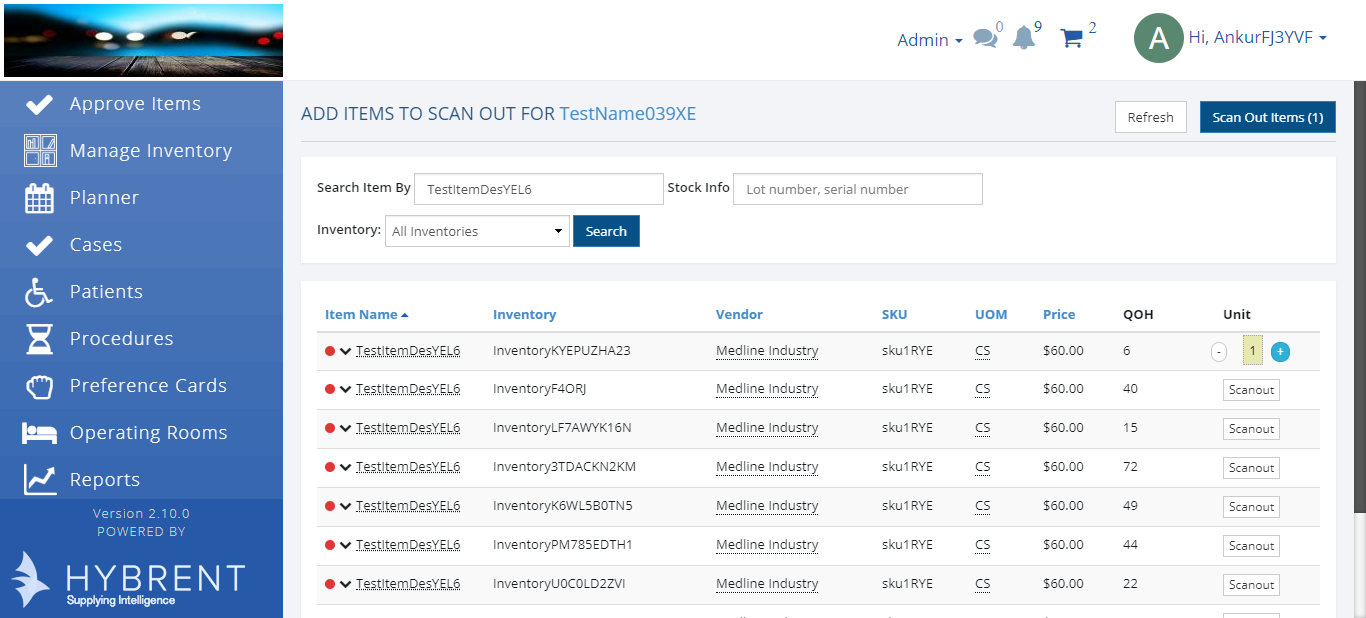 Admin 0 9 2 A Hi, AnkurFJ3YVF
Approve Items
Manage Inventory
Planner
Cases
Patients
Procedures
Preference Cards
Operating Rooms
Reports
Version 2.10.0
POWERED BY
HYBRENT
Supplying Intelligence
ADD ITEMS TO SCAN OUT FOR TestName039XE Refresh Scan Out Items (1)
Search Item By TestItemDesYEL6 Stock Info Lot number, serial number
Inventory: All Inventories Search
Item Name Inventory Vendor SKU UOM Price QOH Unit
TestItemDesYEL6 InventoryKYEPUZHA23 Medline Industry sku1RYE CS $60.00 6 - 1 +
TestItemDesYEL6 InventoryF4ORJ Medline Industry sku1RYE CS $60.00 40 Scanout
TestItemDesYEL6 InventoryLF7AWYK16N Medline Industry sku1RYE CS $60.00 15 Scanout
TestItemDesYEL6 Inventory3TDACKN2KM Medline Industry sku1RYE CS $60.00 72 Scanout
TestItemDesYEL6 InventoryK6WL5B0TN5 Medline Industry sku1RYE CS $60.00 49 Scanout
TestItemDesYEL6 InventoryPM785EDTH1 Medline Industry sku1RYE CS $60.00 44 Scanout
TestItemDesYEL6 InventoryU0C0LD2ZVI Medline Industry sku1RYE CS $60.00 22 Scanout